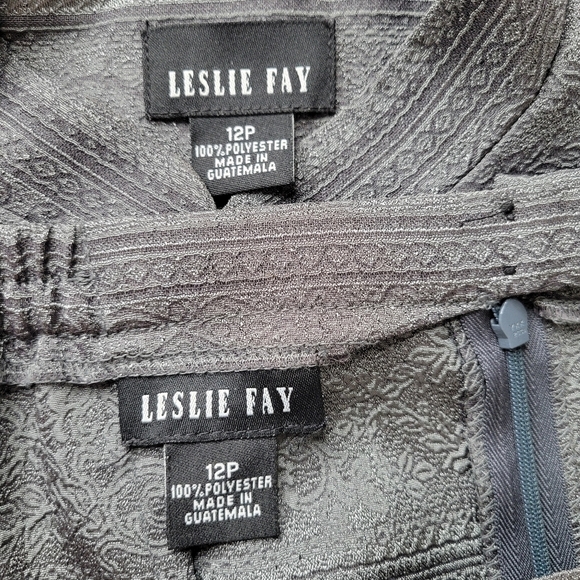 LESLIE FAY
12P
100% POLYESTER
MADE IN
GUATEMALA
LESLIE FAY
12P
100% POLYESTER
MADE IN
GUATEMALA